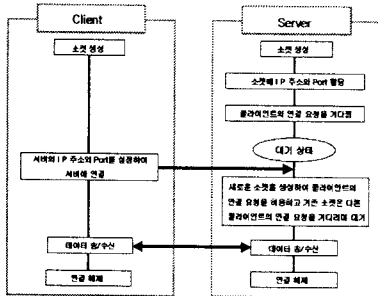 Client
소켓 생성
서버의 IP 주소와 Port를 설정하여
서버에 연결
데이터 송/수신
연결 해제
Server
소켓 생성
소켓에 IP 주소와 Port 할당
클라이언트의 연결 요청을 기다림
대기 상태
새로운 소켓을 생성하여 클라이언트의
연결 요청을 허용하고 기존 소켓은 다른
클라이언트의 연결 요청을 기다리며 대기
데이터 송/수신
연결 해제